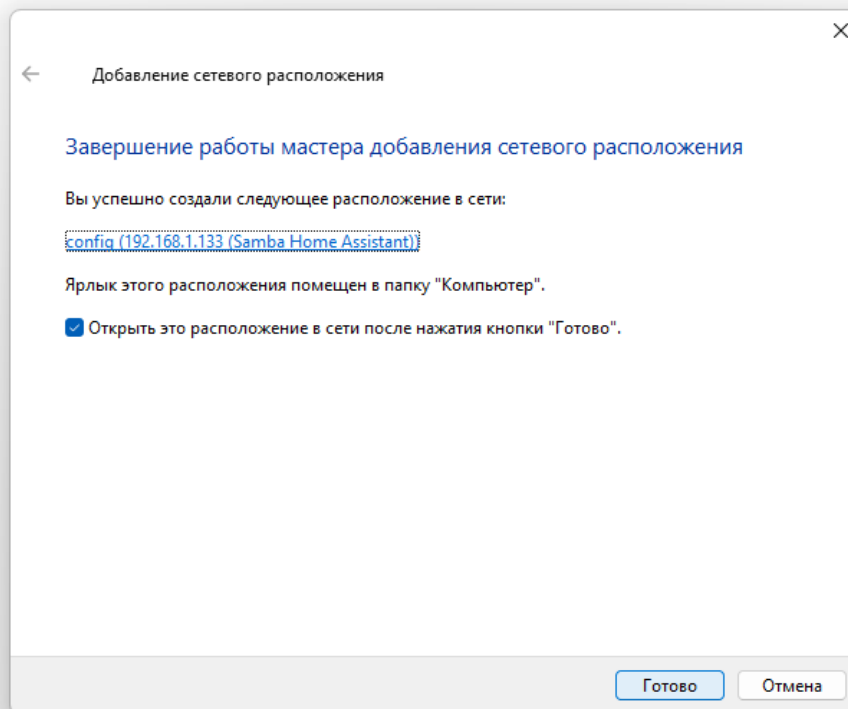 Добавление сетевого расположения
Завершение работы мастера добавления сетевого расположения
Вы успешно создали следующее расположение в сети:
config (192.168.1.133 (Samba Home Assistant))
Ярлык этого расположения помещен в папку "Компьютер".
Открыть это расположение в сети после нажатия кнопки "Готово".
Готово
Отмена